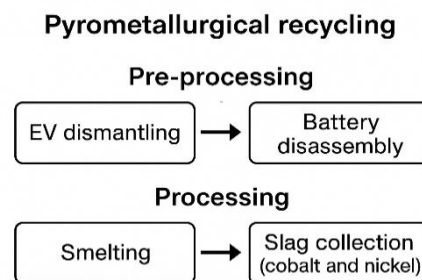 Pyrometallurgical recycling
Pre-processing
EV dismantling
Battery
disassembly
Processing
Smelting
Slag collection
(cobalt and nickel)